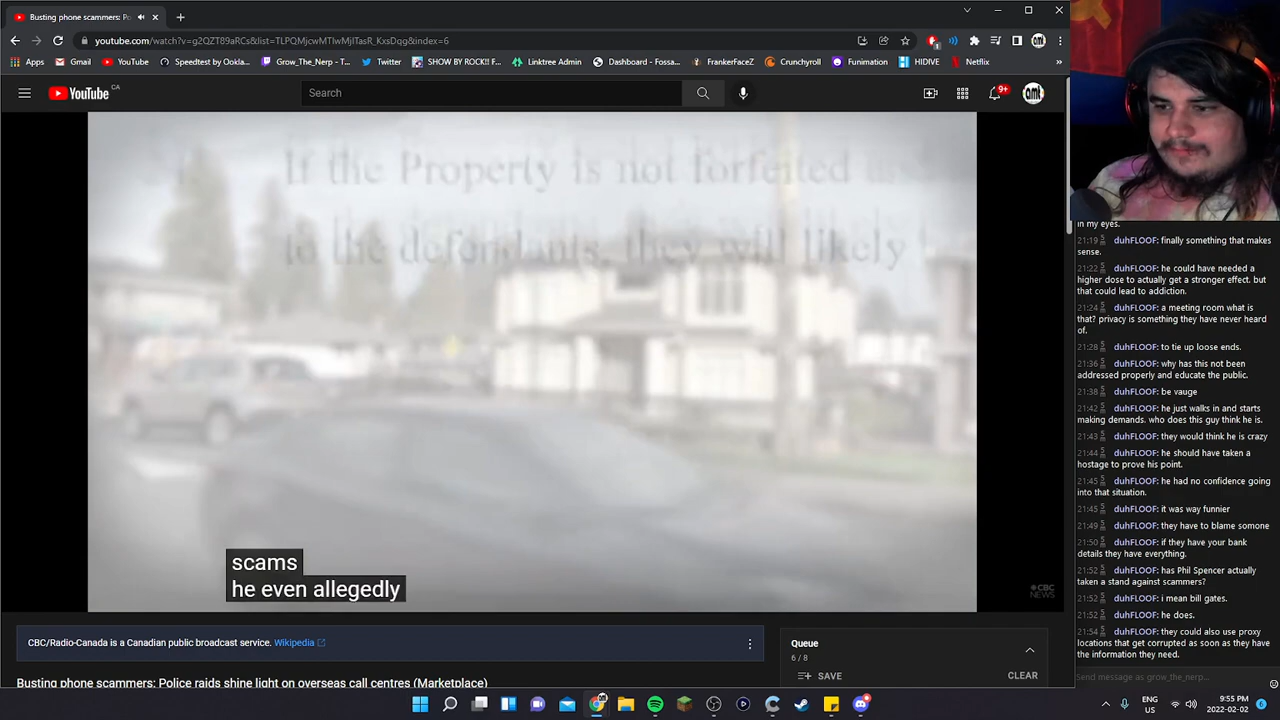 Busting phone scammers: Po
youtube.com/watch?v=g2QZT89aRCs&list=TLPQMjcwMTIwMjITasR_KxsDqg&index=6
Apps
Gmail
YouTube
Speedtest by Ookla...
Grow_The_Nerp - T...
Twitter
SHOW BY ROCK!! F...
Linktree Admin
Dashboard - Fossa...
FrankerFaceZ
Crunchyroll
Funimation
HIDIVE
Netflix
YouTube CA
Search
9+
amt
If the Property is not forfeited
likely
scams
he even allegedly
CBC
NEWS
CBC/Radio-Canada is a Canadian public broadcast service. Wikipedia
Queue
6 / 8
SAVE
CLEAR
Busting phone scammers: Police raids shine light on overseas call centres (Marketplace)
in my eyes.
21:19 duhFLOOF: finally something that makes
sense.
21:22 duhFLOOF: he could have needed a
higher dose to actually get a stronger effect. but
that could lead to addiction.
21:24 duhFLOOF: a meeting room what is
that? privacy is something they have never heard
of.
21:28 duhFLOOF: to tie up loose ends.
21:36 duhFLOOF: why has this not been
addressed properly and educate the public.
21:38 duhFLOOF: be vauge
21:42 duhFLOOF: he just walks in and starts
making demands. who does this guy think he is.
21:43 duhFLOOF: they would think he is crazy
21:44 duhFLOOF: he should have taken a
hostage to prove his point.
21:45 duhFLOOF: he had no confidence going
into that situation.
21:45 duhFLOOF: it was way funnier
21:49 duhFLOOF: they have to blame somone
21:50 duhFLOOF: if they have your bank
details they have everything.
21:52 duhFLOOF: has Phil Spencer actually
taken a stand against scammers?
21:52 duhFLOOF: i mean bill gates.
21:52 duhFLOOF: he does.
21:54 duhFLOOF: they could also use proxy
locations that get corrupted as soon as they have
the information they need.
Send message as grow_the_nerp...
ENG
US
9:55 PM
2022-02-02
6